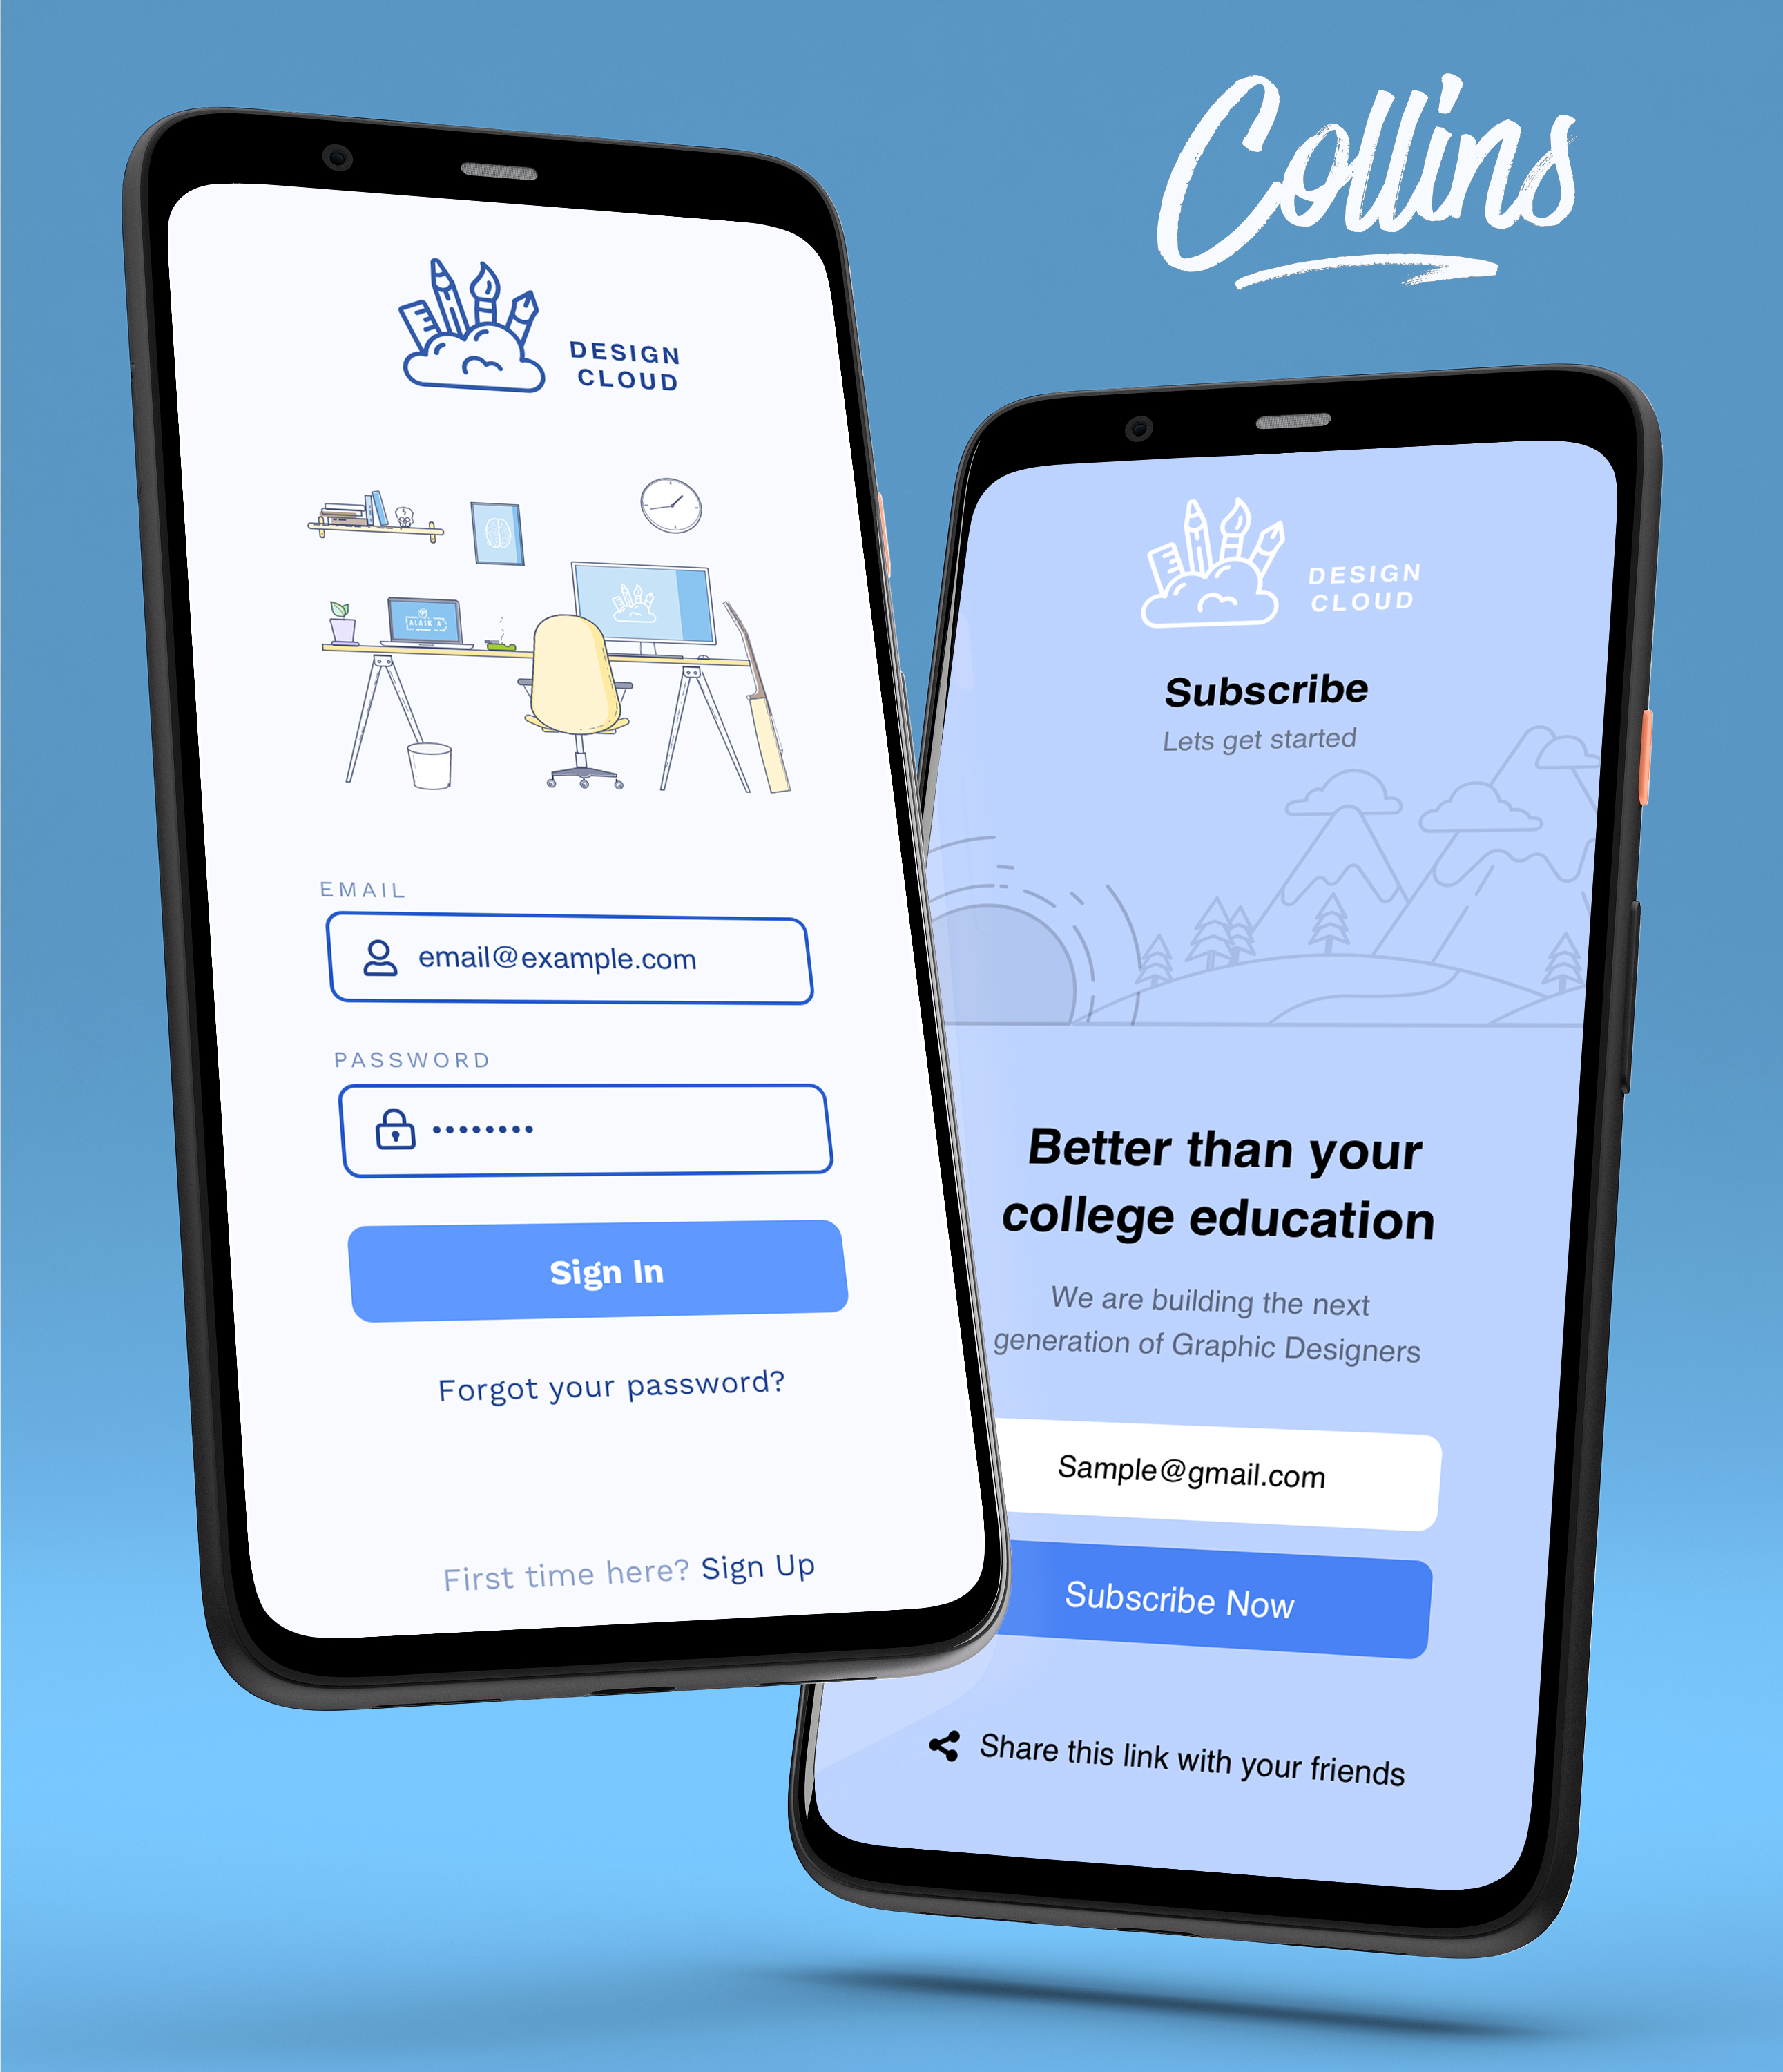 Collins
DESIGN
CLOUD
EMAIL
email@example.com
PASSWORD
••••••••
Sign In
Forgot your password?
First time here? Sign Up
DESIGN
CLOUD
Subscribe
Lets get started
Better than your
college education
We are building the next
generation of Graphic Designers
Sample@gmail.com
Subscribe Now
Share this link with your friends